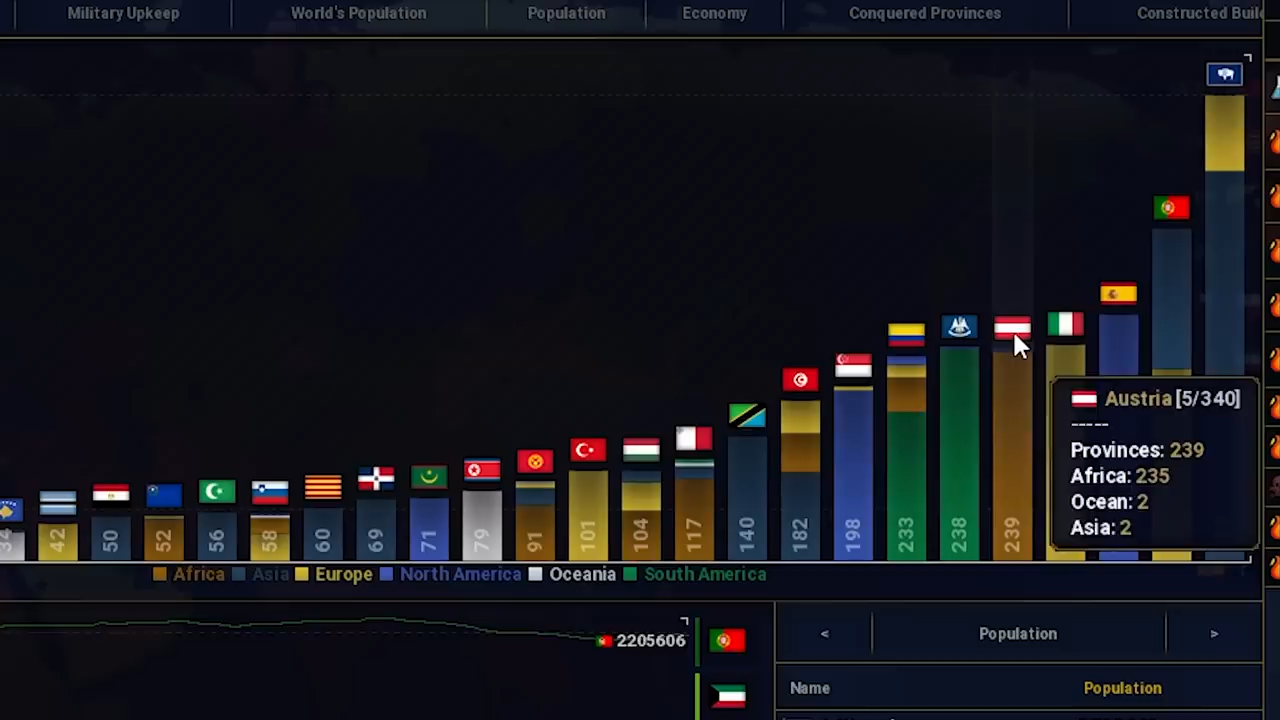 Military Upkeep World's Population Population Economy Conquered Provinces Constructed Buil
Austria [5/340]
-----
Provinces: 239
Africa: 235
Ocean: 2
Asia: 2
34 42 50 52 56 58 60 69 71 79 91 101 104 117 140 182 198 233 238 239
Africa Asia Europe North America Oceania South America
2205606
< Population >
Name Population